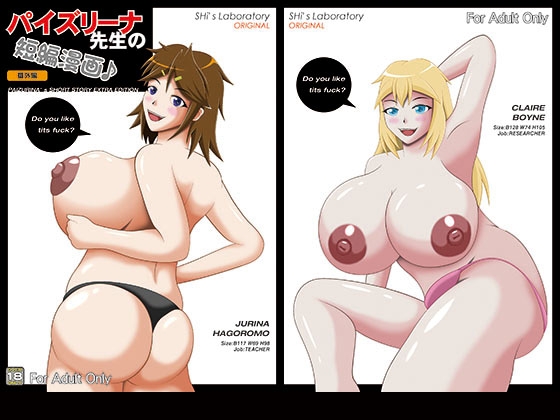 パイズリーナ
先生の
短編漫画♪
番外編
PAIZURINA' s SHORT STORY EXTRA EDITION
SHi's Laboratory
ORIGINAL
Do you like
tits fuck?
JURINA
HAGOROMO
Size:B117 W69 H98
Job:TEACHER
18
For Adult Only
SHi's Laboratory
ORIGINAL
For Adult Only
Do you like
tits fuck?
CLAIRE
BOYNE
Size:B128 W74 H105
Job:RESEARCHER